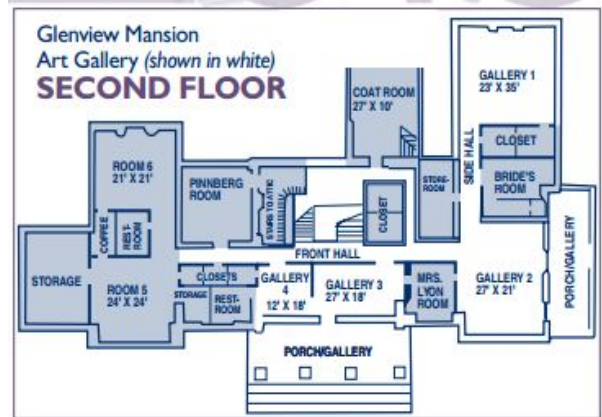 Glenview Mansion
Art Gallery (shown in white)
SECOND FLOOR
GALLERY 1
23' X 35'
COAT ROOM
27' X 10'
CLOSET
SIDE HALL
ROOM 6
21' X 21'
PINNBERG
ROOM
STAIRS TO ATTIC
STORE-
ROOM
BRIDE'S
ROOM
CLOSET
COFFEE
REST-
ROOM
FRONT HALL
PORCH/GALLERY
STORAGE
ROOM 5
24' X 24'
CLOSETS
STORAGE
REST-
ROOM
GALLERY
4
12' X 18'
GALLERY 3
27' X 18'
MRS.
LYON
ROOM
GALLERY 2
27' X 21'
PORCH/GALLERY